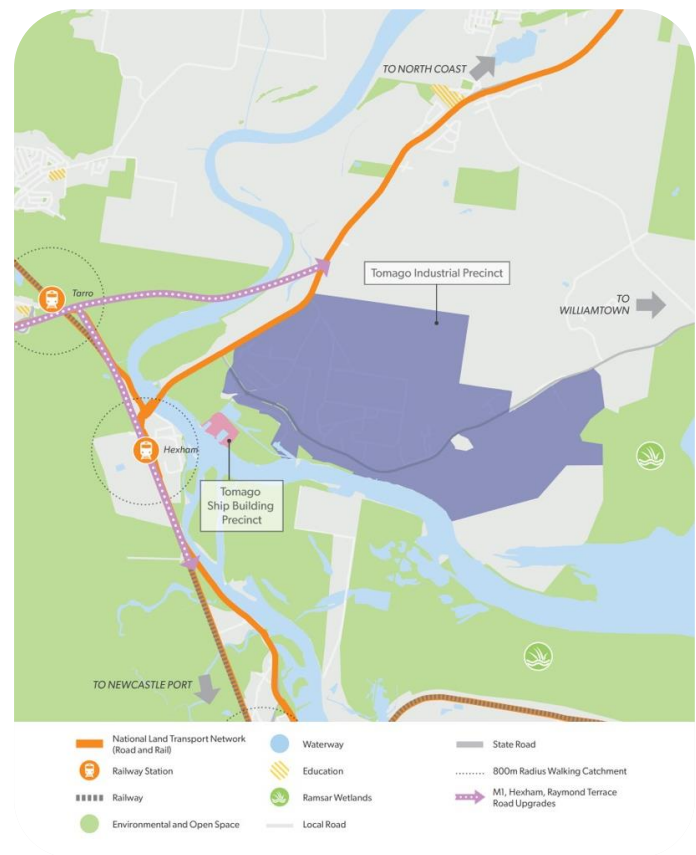 TO NORTH COAST
Tomago Industrial Precinct
TO
WILLIAMTOWN
Tarro
Hexham
Tomago
Ship Building
Precinct
TO NEWCASTLE PORT
National Land Transport Network
(Road and Rail)
Railway Station
Railway
Environmental and Open Space
Waterway
Education
Ramsar Wetlands
Local Road
State Road
800m Radius Walking Catchment
M1, Hexham, Raymond Terrace
Road Upgrades